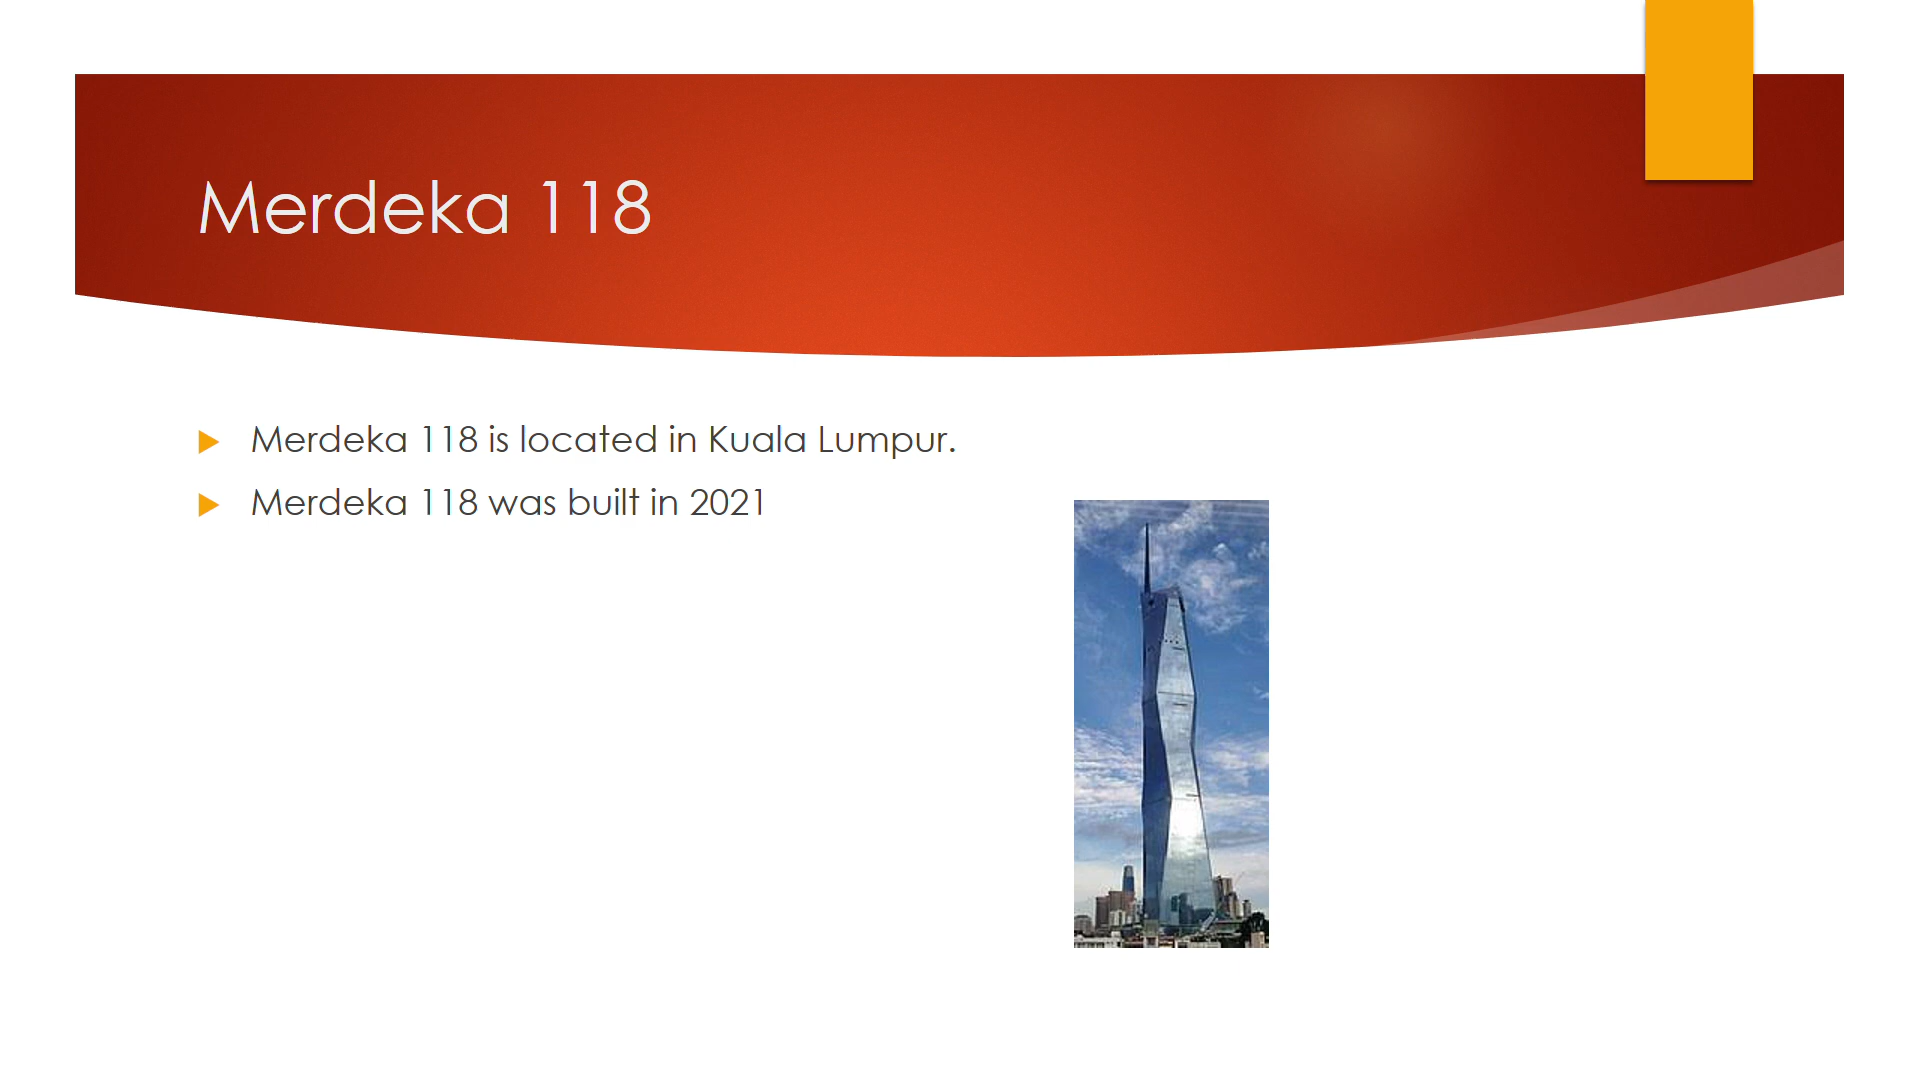 Merdeka 118
Merdeka 118 is located in Kuala Lumpur.
Merdeka 118 was built in 2021